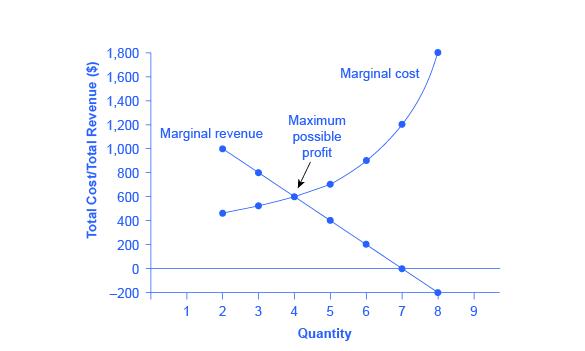 Total Cost/Total Revenue ($)
1,800
1,600
1,400
1,200
1,000
800
600
400
200
0
–200
Marginal cost
Marginal revenue
Maximum
possible
profit
1 2 3 4 5 6 7 8 9
Quantity